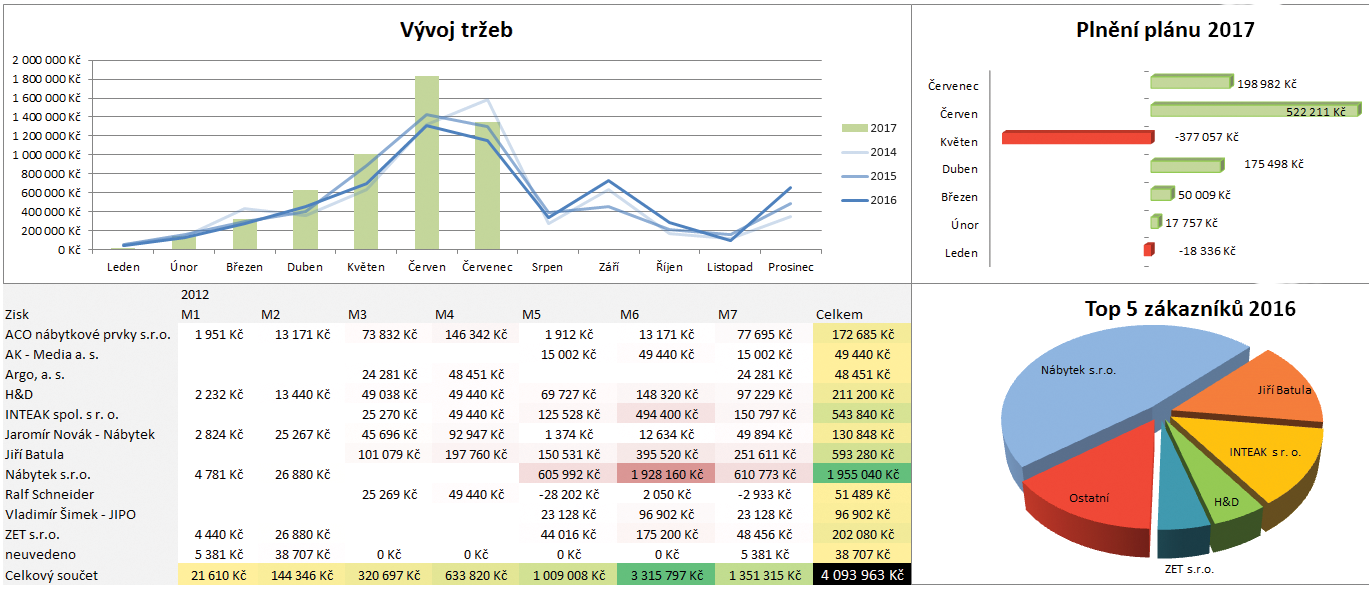 Vývoj tržeb
2 000 000 Kč
1 800 000 Kč
1 600 000 Kč
1 400 000 Kč
1 200 000 Kč
1 000 000 Kč
800 000 Kč
600 000 Kč
400 000 Kč
200 000 Kč
0 Kč
Leden Únor Březen Duben Květen Červen Červenec Srpen Září Říjen Listopad Prosinec
2017
2014
2015
2016
Plnění plánu 2017
Červenec 198 982 Kč
Červen 522 211 Kč
Květen -377 057 Kč
Duben 175 498 Kč
Březen 50 009 Kč
Únor 17 757 Kč
Leden -18 336 Kč
2012
Zisk M1 M2 M3 M4 M5 M6 M7 Celkem
ACO nábytkové prvky s.r.o. 1 951 Kč 13 171 Kč 73 832 Kč 146 342 Kč 1 912 Kč 13 171 Kč 77 695 Kč 172 685 Kč
AK - Media a. s. 15 002 Kč 49 440 Kč 15 002 Kč 49 440 Kč
Argo, a. s. 24 281 Kč 48 451 Kč 24 281 Kč 48 451 Kč
H&D 2 232 Kč 13 440 Kč 49 038 Kč 49 440 Kč 69 727 Kč 148 320 Kč 97 229 Kč 211 200 Kč
INTEAK spol. s r. o. 25 270 Kč 49 440 Kč 125 528 Kč 494 400 Kč 150 797 Kč 543 840 Kč
Jaromír Novák - Nábytek 2 824 Kč 25 267 Kč 45 696 Kč 92 947 Kč 1 374 Kč 12 634 Kč 49 894 Kč 130 848 Kč
Jiří Batula 101 079 Kč 197 760 Kč 150 531 Kč 395 520 Kč 251 611 Kč 593 280 Kč
Nábytek s.r.o. 4 781 Kč 26 880 Kč 605 992 Kč 1 928 160 Kč 610 773 Kč 1 955 040 Kč
Ralf Schneider 25 269 Kč 49 440 Kč -28 202 Kč 2 050 Kč -2 933 Kč 51 489 Kč
Vladimír Šimek - JIPO 23 128 Kč 96 902 Kč 23 128 Kč 96 902 Kč
ZET s.r.o. 4 440 Kč 26 880 Kč 44 016 Kč 175 200 Kč 48 456 Kč 202 080 Kč
neuvedeno 5 381 Kč 38 707 Kč 0 Kč 0 Kč 0 Kč 0 Kč 5 381 Kč 38 707 Kč
Celkový součet 21 610 Kč 144 346 Kč 320 697 Kč 633 820 Kč 1 009 008 Kč 3 315 797 Kč 1 351 315 Kč 4 093 963 Kč
Top 5 zákazníků 2016
Nábytek s.r.o.
Jiří Batula
INTEAK s r. o.
H&D
Ostatní
ZET s.r.o.